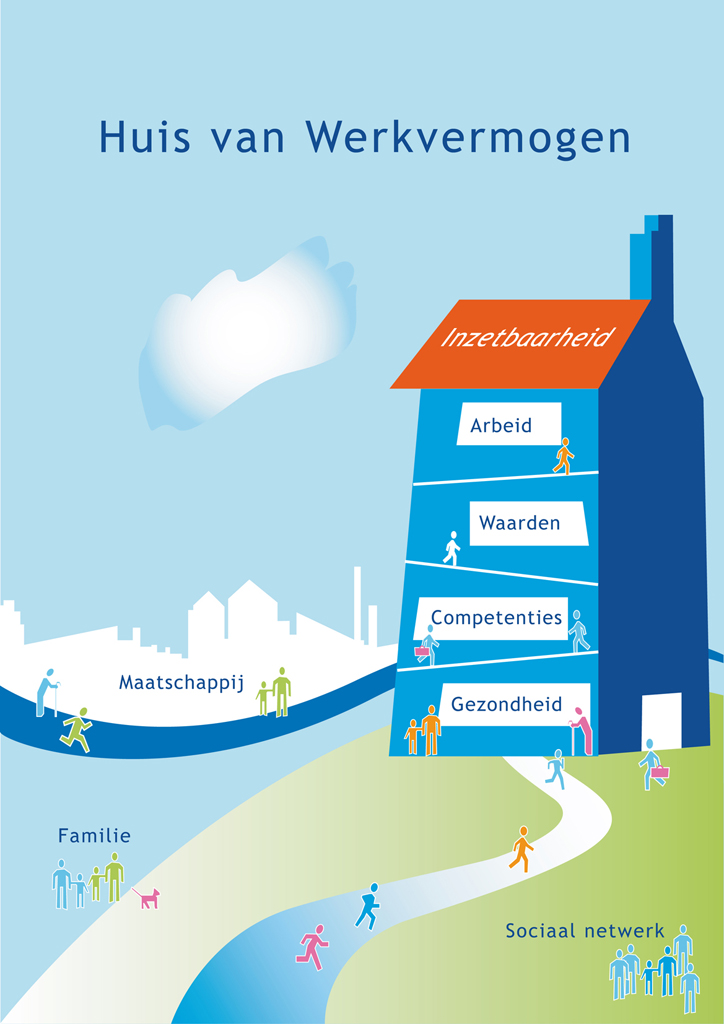 Huis van Werkvermogen
Inzetbaarheid
Arbeid
Waarden
Competenties
Gezondheid
Maatschappij
Familie
Sociaal netwerk